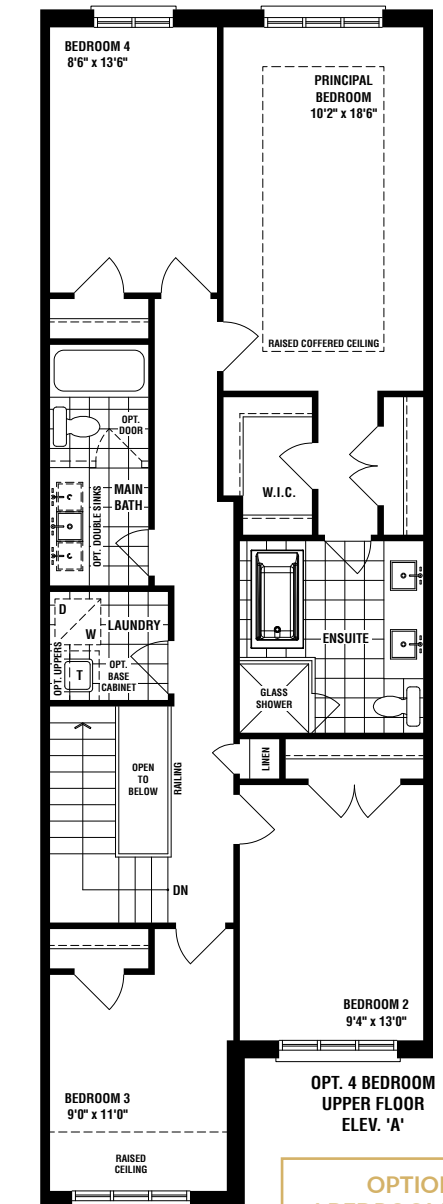 BEDROOM 4
8'6" x 13'6"
PRINCIPAL
BEDROOM
10'2" x 18'6"
RAISED COFFERED CEILING
OPT.
DOOR
MAIN
BATH
OPT. DOUBLE SINKS
W.I.C.
D
W
LAUNDRY
OPT. UPPERS
T
OPT.
BASE
CABINET
ENSUITE
GLASS
SHOWER
LINEN
OPEN
TO
BELOW
RAILING
DN
BEDROOM 2
9'4" x 13'0"
BEDROOM 3
9'0" x 11'0"
RAISED
CEILING
OPT. 4 BEDROOM
UPPER FLOOR
ELEV. 'A'